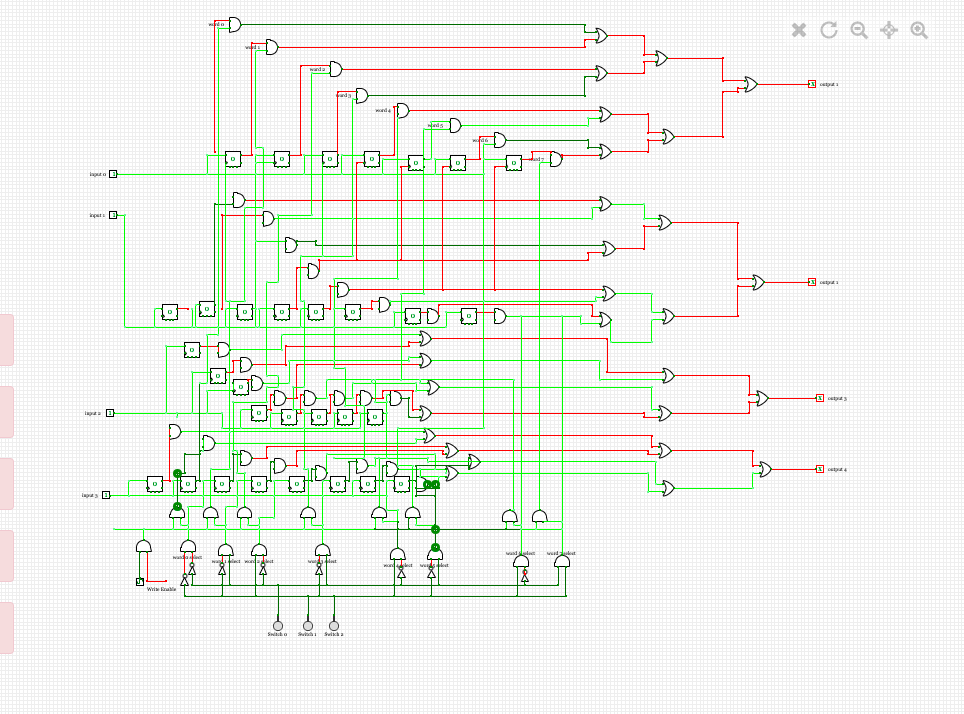 word 0
word 1
word 2
word 3
output 1
word 4
word 5
word 6
word 7
input 0
input 1
output 1
output 3
input 2
output 4
input 3
word 0 select
word 1 select
word 2 select
word 3 select
word 4 select
word 5 select
word 6 select
word 7 select
Write Enable
Switch 0
Switch 1
Switch 2